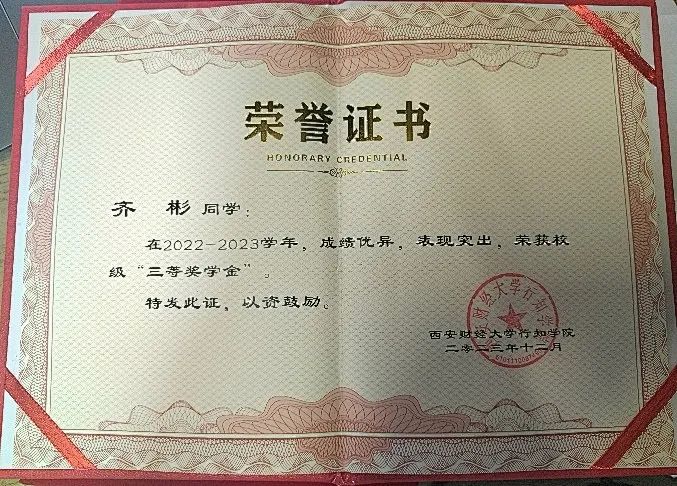 荣誉证书
HONORARY CREDENTIAL
齐 彬 同学：
在2022-2023学年，成绩优异，表现突出，荣获校
级“三等奖学金”。
特发此证，以资鼓励。
西安财经大学行知学院
二零二三年十二月